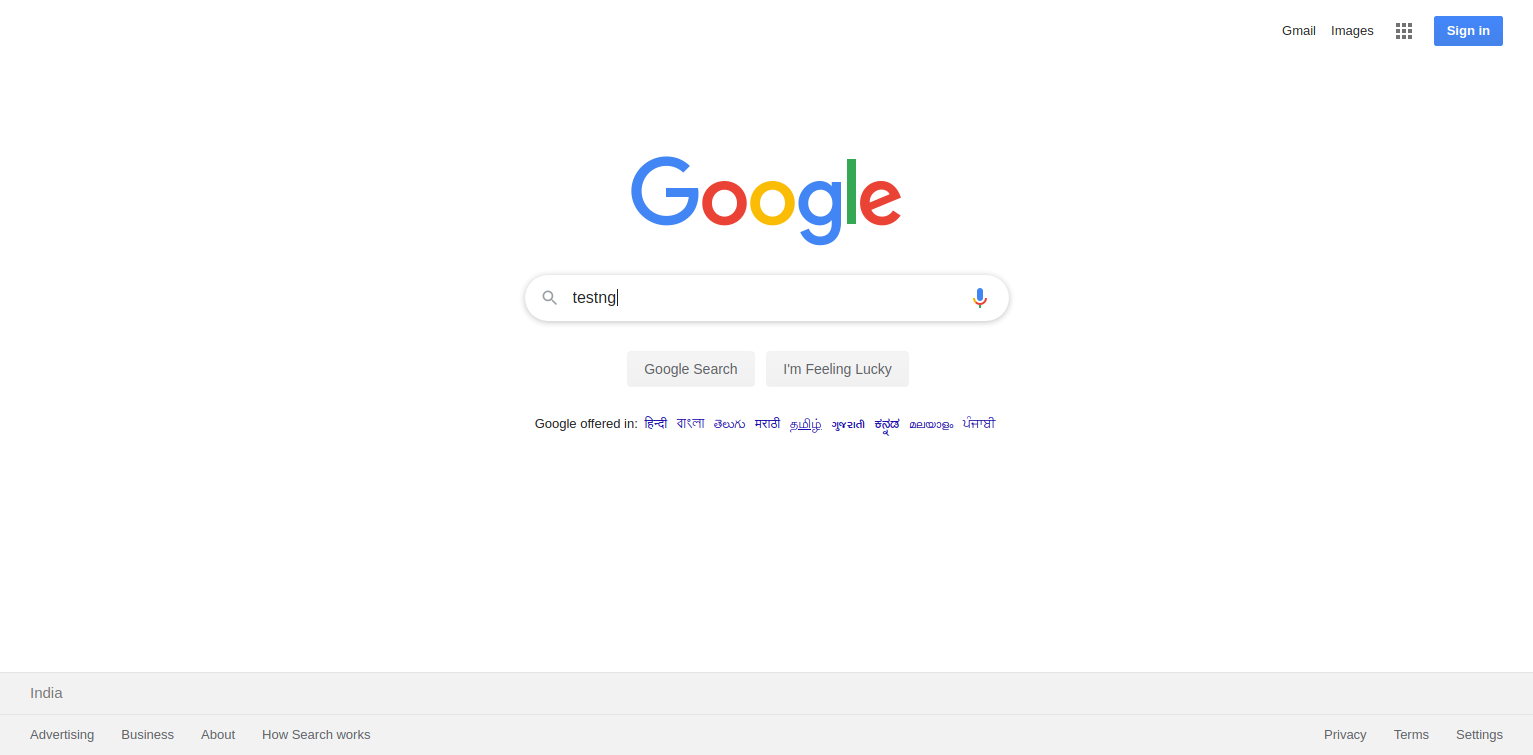 Gmail Images Sign in
Google
testng
Google Search I'm Feeling Lucky
Google offered in: हिन्दी বাংলা తెలుగు मराठी தமிழ் ગુજરાતી ಕನ್ನಡ മലയാളം ਪੰਜਾਬੀ
India
Advertising Business About How Search works Privacy Terms Settings